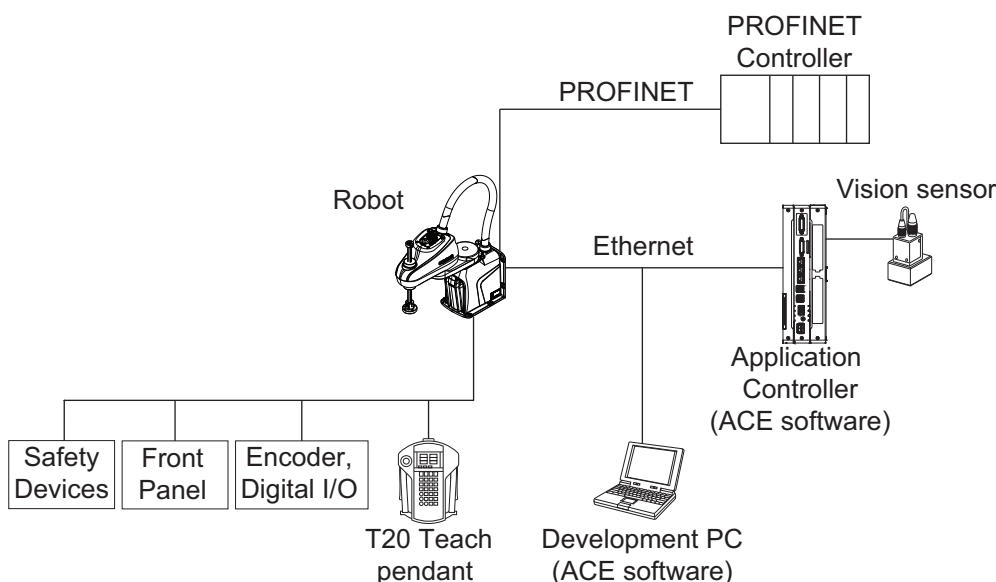 PROFINET
Controller
PROFINET
Robot
Vision sensor
Ethernet
Application
Controller
(ACE software)
Safety
Devices
Front
Panel
Encoder,
Digital I/O
T20 Teach
pendant
Development PC
(ACE software)